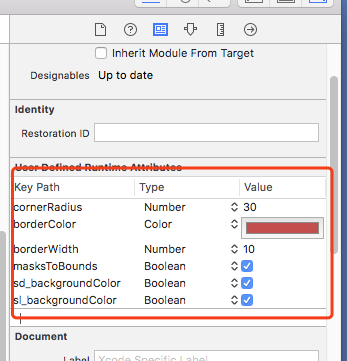 Inherit Module From Target
Designables Up to date
Identity
Restoration ID
User Defined Runtime Attributes
Key Path Type Value
cornerRadius Number 30
borderColor Color
borderWidth Number 10
masksToBounds Boolean
sd_backgroundColor Boolean
sl_backgroundColor Boolean
Document
Label Xcode Specific Label